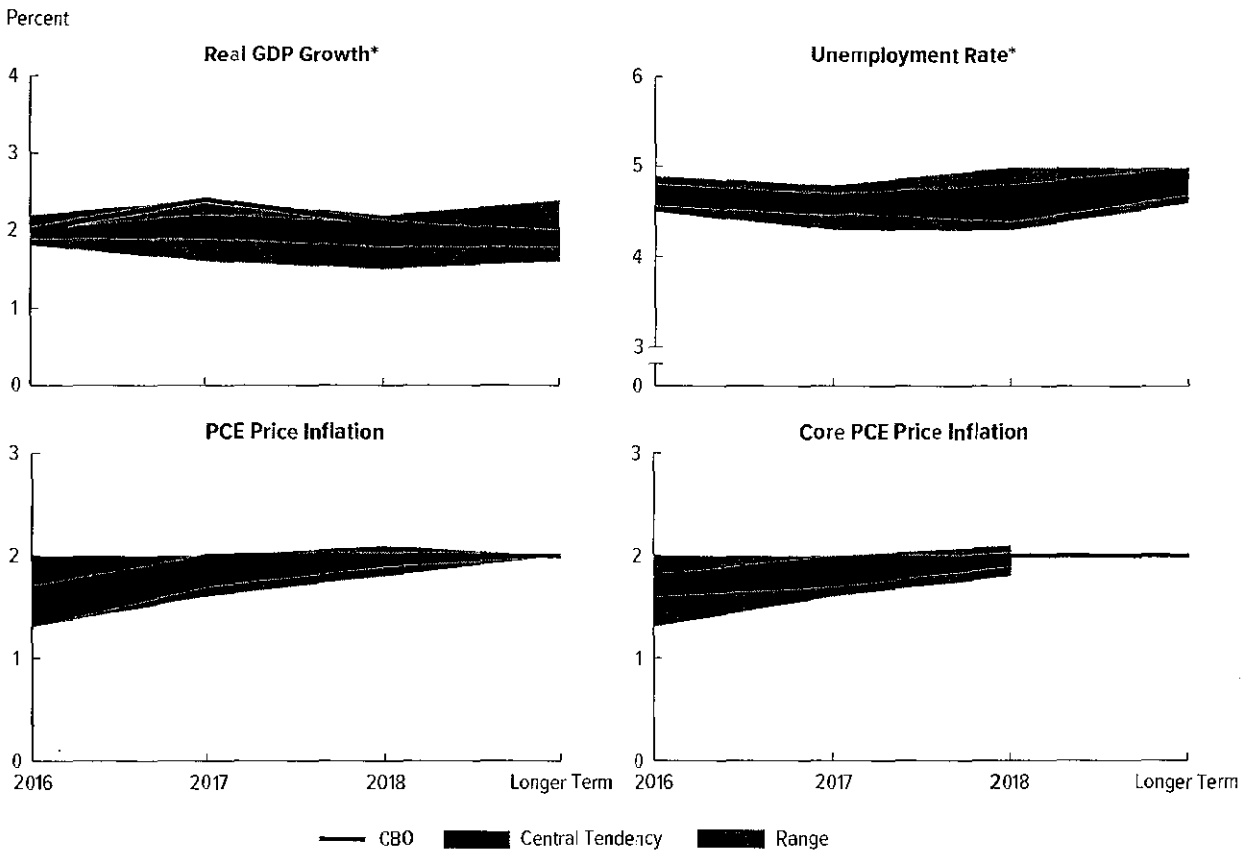 Percent
Real GDP Growth*
4
3
2
1
0
Unemployment Rate*
6
5
4
3
0
PCE Price Inflation
3
2
1
0
2016 2017 2018 Longer Term
Core PCE Price Inflation
3
2
1
0
2016 2017 2018 Longer Term
CBO Central Tendency Range